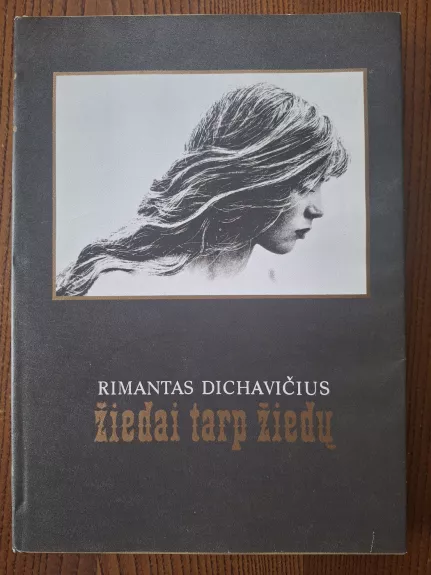 RIMANTAS DICHAVIČIUS
žiedai tarp žiedų